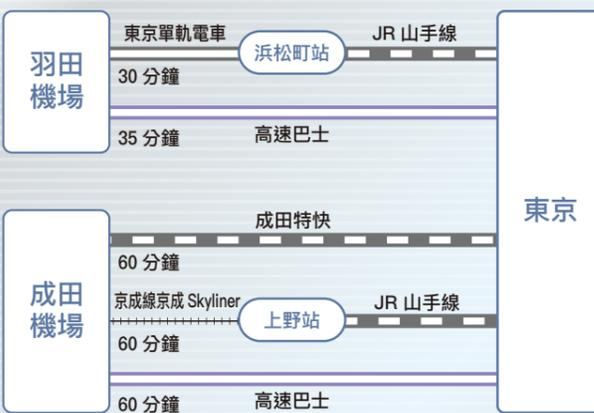 羽田
機場
東京單軌電車
浜松町站
JR 山手線
30 分鐘
35 分鐘
高速巴士
東京
成田
機場
成田特快
60 分鐘
京成線京成 Skyliner
上野站
JR 山手線
60 分鐘
高速巴士
60 分鐘